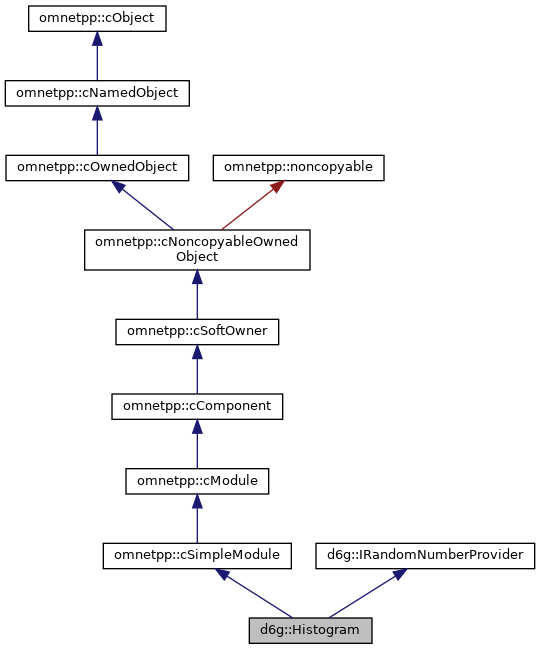 omnetpp::cObject
omnetpp::cNamedObject
omnetpp::cOwnedObject
omnetpp::noncopyable
omnetpp::cNoncopyableOwned
Object
omnetpp::cSoftOwner
omnetpp::cComponent
omnetpp::cModule
omnetpp::cSimpleModule
d6g::IRandomNumberProvider
d6g::Histogram